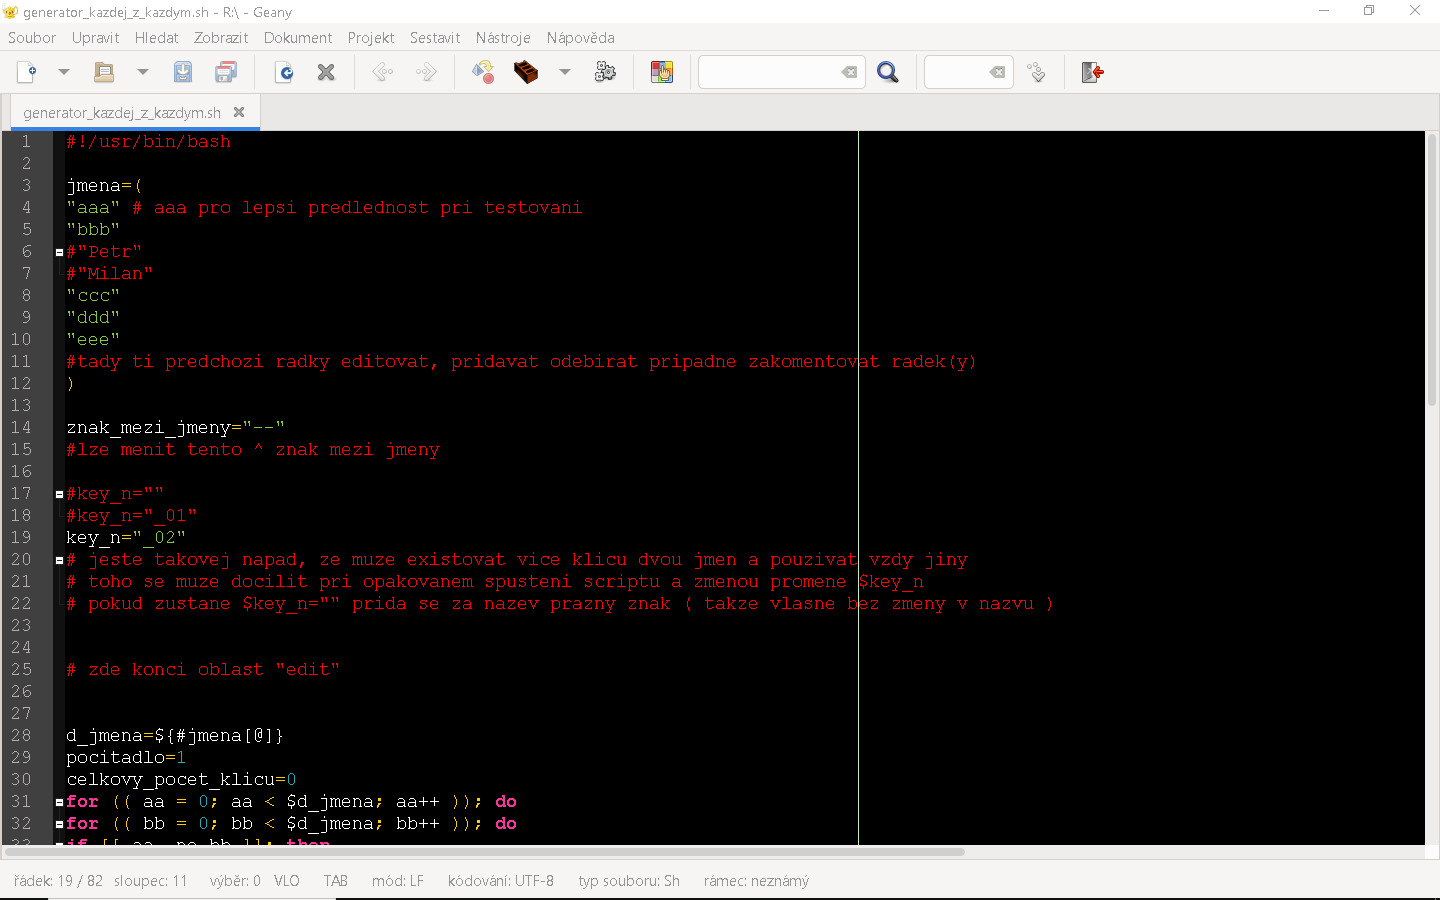 generator_kazdej_z_kazdym.sh - R:\ - Geany
Soubor Upravit Hledat Zobrazit Dokument Projekt Sestavit Nástroje Nápověda
generator_kazdej_z_kazdym.sh
1 #!/usr/bin/bash
2
3 jmena=(
4 "aaa" # aaa pro lepsi predlednost pri testovani
5 "bbb"
6 #"Petr"
7 #"Milan"
8 "ccc"
9 "ddd"
10 "eee"
11 #tady ti predchozi radky editovat, pridavat odebirat pripadne zakomentovat radek(y)
12 )
13
14 znak_mezi_jmeny="--"
15 #lze menit tento ^ znak mezi jmeny
16
17 #key_n=""
18 #key_n="_01"
19 key_n="_02"
20 # jeste takovej napad, ze muze existovat vice klicu dvou jmen a pouzivat vzdy jiny
21 # toho se muze docilit pri opakovanem spusteni scriptu a zmenou promene $key_n
22 # pokud zustane $key_n="" prida se za nazev prazny znak ( takze vlasne bez zmeny v nazvu )
23
24
25 # zde konci oblast "edit"
26
27
28 d_jmena=${#jmena[@]}
29 pocitadlo=1
30 celkovy_pocet_klicu=0
31 for (( aa = 0; aa < $d_jmena; aa++ )); do
32 for (( bb = 0; bb < $d_jmena; bb++ )); do
33 if [[ aa -ne bb ]]; then
řádek: 19 / 82 sloupec: 11 výběr: 0 VLO TAB mód: LF kódování: UTF-8 typ souboru: Sh rámec: neznámý